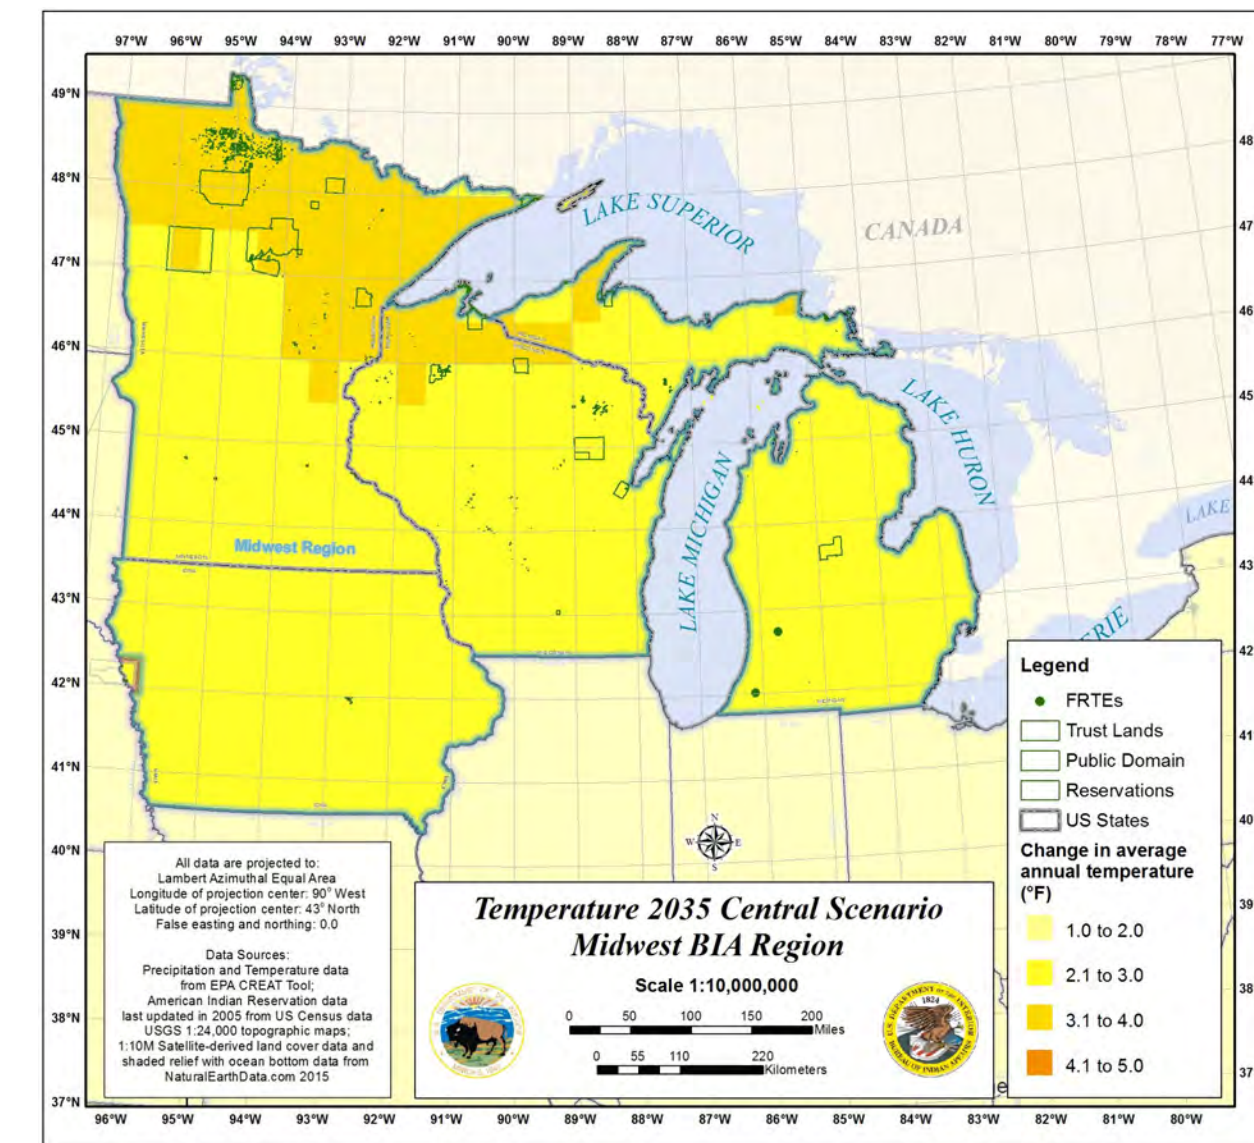 97°W 96°W 95°W 94°W 93°W 92°W 91°W 90°W 89°W 88°W 87°W 86°W 85°W 84°W 83°W 82°W 81°W 80°W 79°W 78°W 77°W
49°N
48°N
47°N
46°N
45°N
44°N
43°N
42°N
41°N
40°N
39°N
38°N
37°N
48
47
46
45
44
43
42
41
40
39
38
37
LAKE SUPERIOR
CANADA
LAKE HURON
LAKE MICHIGAN
LAKE
ERIE
Midwest Region
Legend
FRTEs
Trust Lands
Public Domain
Reservations
US States
Change in average
annual temperature
(°F)
1.0 to 2.0
2.1 to 3.0
3.1 to 4.0
4.1 to 5.0
N
W E
S
All data are projected to:
Lambert Azimuthal Equal Area
Longitude of projection center: 90° West
Latitude of projection center: 43° North
False easting and northing: 0.0
Data Sources:
Precipitation and Temperature data
from EPA CREAT Tool;
American Indian Reservation data
last updated in 2005 from US Census data
USGS 1:24,000 topographic maps;
1:10M Satellite-derived land cover data and
shaded relief with ocean bottom data from
NaturalEarthData.com 2015
Temperature 2035 Central Scenario
Midwest BIA Region
Scale 1:10,000,000
0 50 100 150 200
Miles
0 55 110 220
Kilometers
U.S. DEPARTMENT OF THE INTERIOR
1824
BUREAU OF INDIAN AFFAIRS
e
96°W 95°W 94°W 93°W 92°W 91°W 90°W 89°W 88°W 87°W 86°W 85°W 84°W 83°W 82°W 81°W 80°W